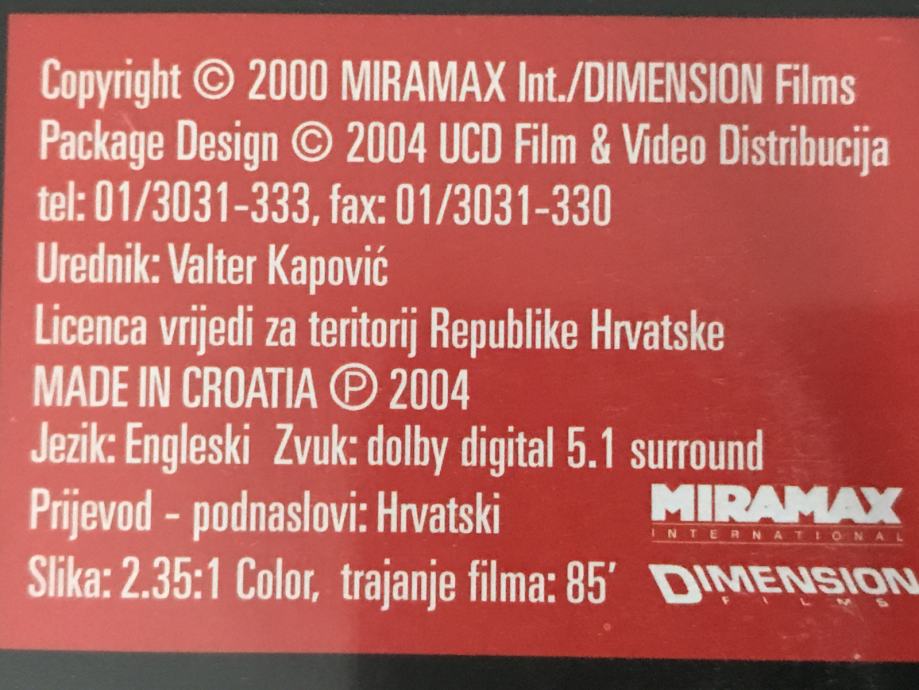 Copyright © 2000 MIRAMAX Int./DIMENSION Films
Package Design © 2004 UCD Film & Video Distribucija
tel: 01/3031-333, fax: 01/3031-330
Urednik: Valter Kapović
Licenca vrijedi za teritorij Republike Hrvatske
MADE IN CROATIA ℗ 2004
Jezik: Engleski Zvuk: dolby digital 5.1 surround
Prijevod - podnaslovi: Hrvatski
MIRAMAX
INTERNATIONAL
Slika: 2.35:1 Color, trajanje filma: 85'
DIMENSION
FILMS